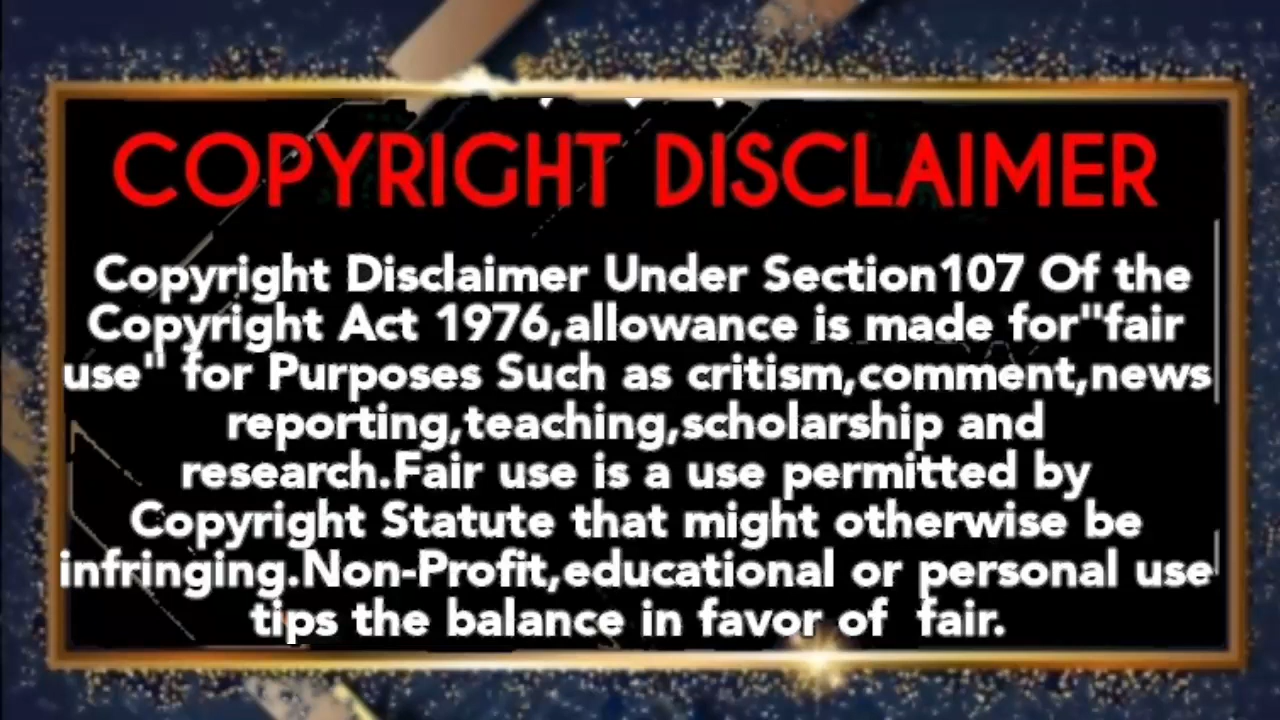 COPYRIGHT DISCLAIMER
Copyright Disclaimer Under Section107 Of the
Copyright Act 1976,allowance is made for"fair
use" for Purposes Such as critism,comment,news
reporting,teaching,scholarship and
research.Fair use is a use permitted by
Copyright Statute that might otherwise be
infringing.Non-Profit,educational or personal use
tips the balance in favor of  fair.